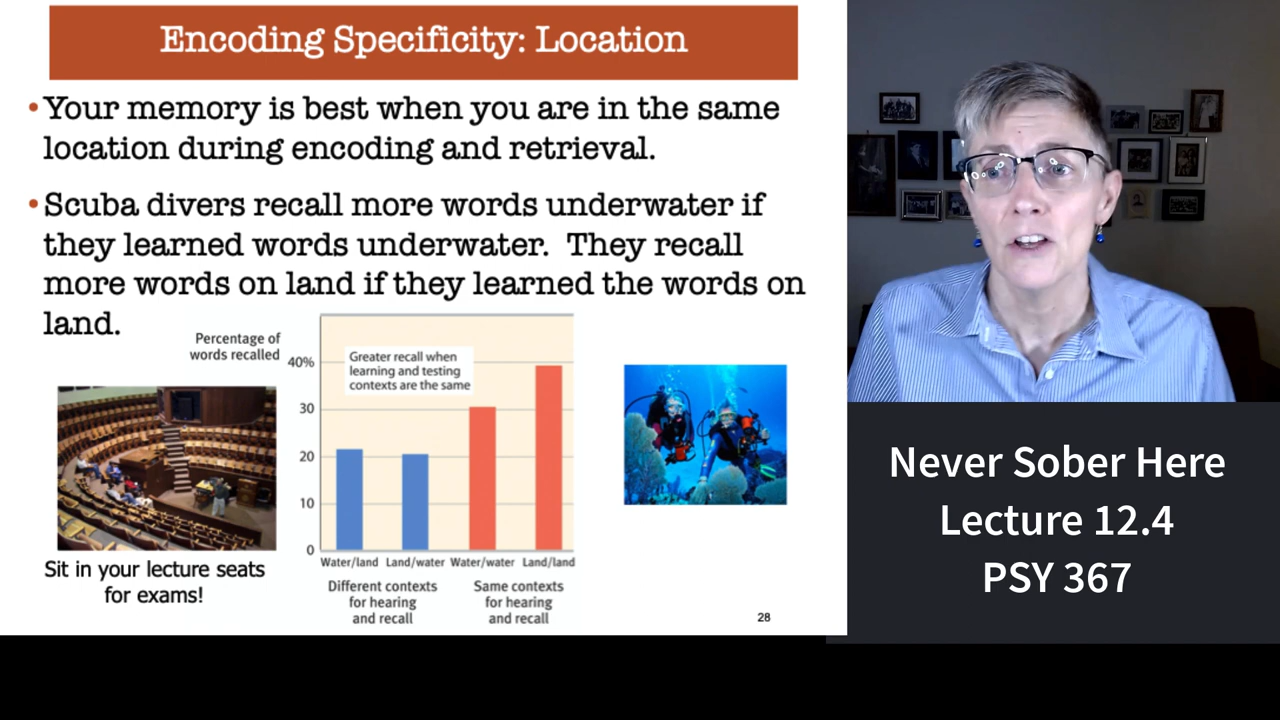 Encoding Specificity: Location
•Your memory is best when you are in the same
location during encoding and retrieval.
•Scuba divers recall more words underwater if
they learned words underwater. They recall
more words on land if they learned the words on
land.
Percentage of
words recalled
40%
30
20
10
0
Greater recall when
learning and testing
contexts are the same
Water/land Land/water Water/water Land/land
Different contexts
for hearing
and recall
Same contexts
for hearing
and recall
Sit in your lecture seats
for exams!
28
Never Sober Here
Lecture 12.4
PSY 367